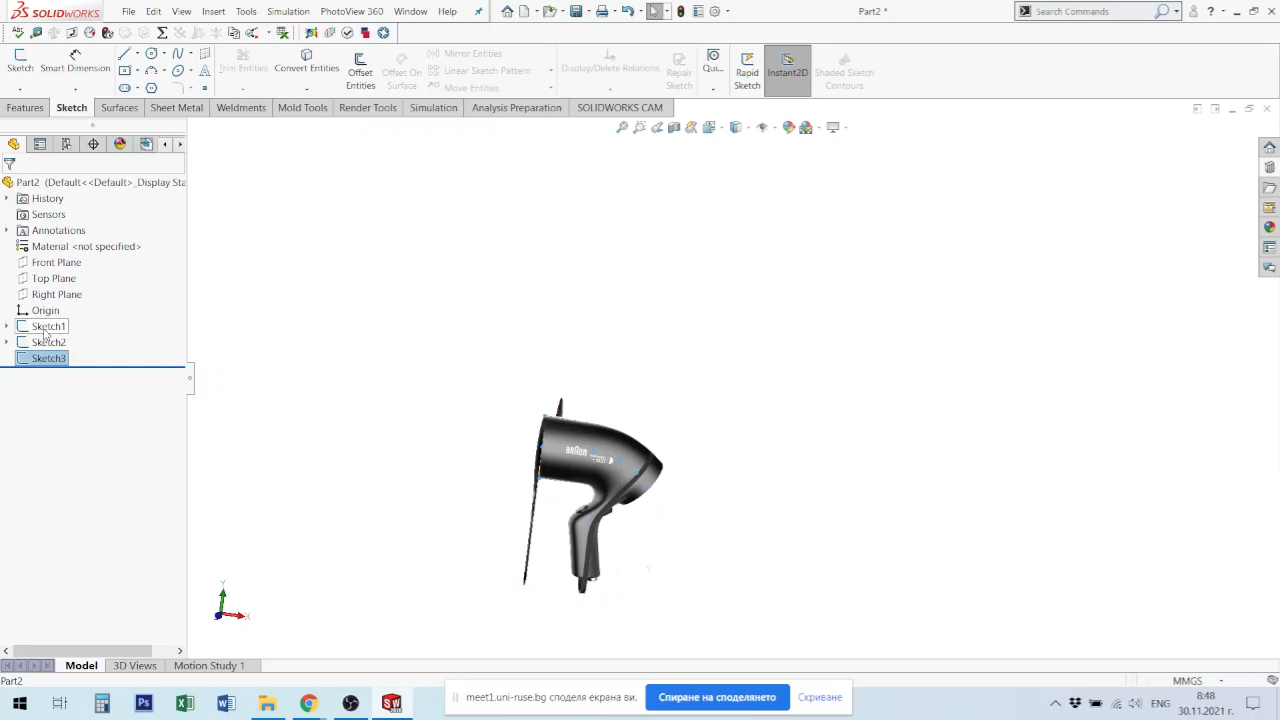 SOLIDWORKS File Edit View Insert Tools Simulation PhotoView 360 Window Help Part2 * Search Commands
Sketch Smart Dimension Trim Entities Convert Entities Offset Entities Offset On Surface Mirror Entities Linear Sketch Pattern Move Entities Display/Delete Relations Repair Sketch Qui... Rapid Sketch Instant2D Shaded Sketch Contours
Features Sketch Surfaces Sheet Metal Weldments Mold Tools Render Tools Simulation Analysis Preparation SOLIDWORKS CAM
Part2 (Default<<Default>_Display Sta
History
Sensors
Annotations
Material <not specified>
Front Plane
Top Plane
Right Plane
Origin
Sketch1
Sketch2
Sketch3
BRAUN
Y
X
Model 3D Views Motion Study 1
Part2
MMGS
meet1.uni-ruse.bg споделя екрана ви. Спиране на споделянето Скриване
ENG
8:48
30.11.2021 г.